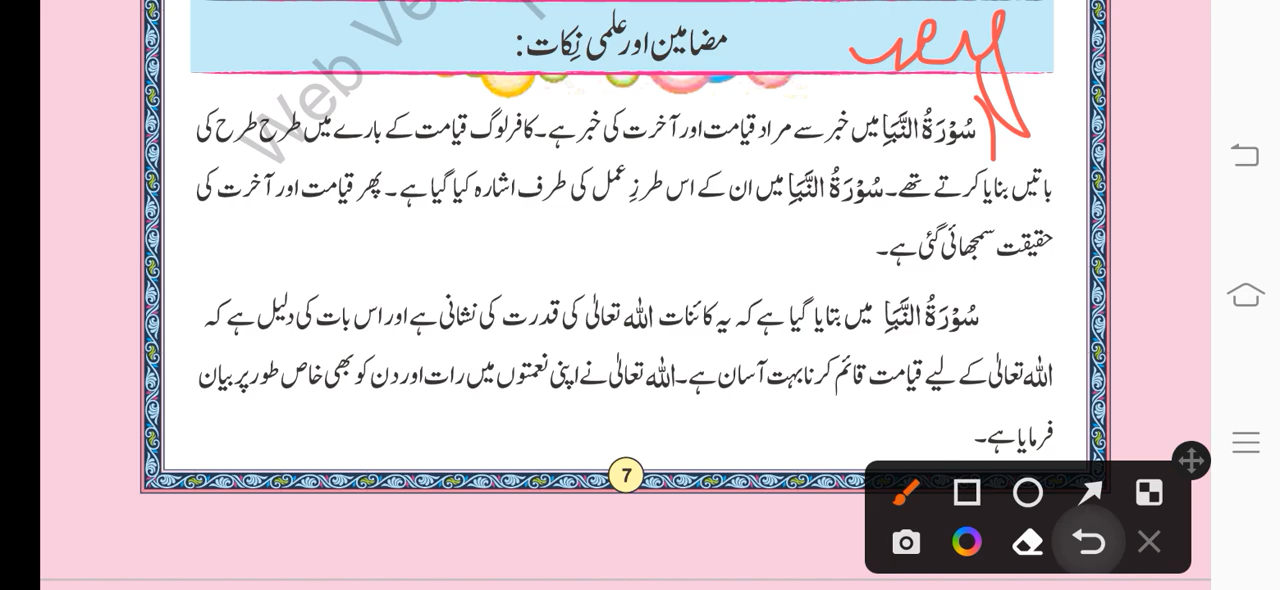 مضامین اور علمی نِکات:
سُوْرَۃُ النَّبَاِ میں خبر سے مراد قیامت اور آخرت کی خبر ہے۔ کافر لوگ قیامت کے بارے میں طرح طرح کی
باتیں بنایا کرتے تھے۔ سُوْرَۃُ النَّبَاِ میں ان کے اس طرزِ عمل کی طرف اشارہ کیا گیا ہے۔ پھر قیامت اور آخرت کی
حقیقت سمجھائی گئی ہے۔
سُوْرَۃُ النَّبَاِ میں بتایا گیا ہے کہ یہ کائنات اللہ تعالیٰ کی قدرت کی نشانی ہے اور اس بات کی دلیل ہے کہ
اللہ تعالیٰ کے لیے قیامت قائم کرنا بہت آسان ہے۔ اللہ تعالیٰ نے اپنی نعمتوں میں رات اور دن کو بھی خاص طور پر بیان
فرمایا ہے۔
7
Web Ve